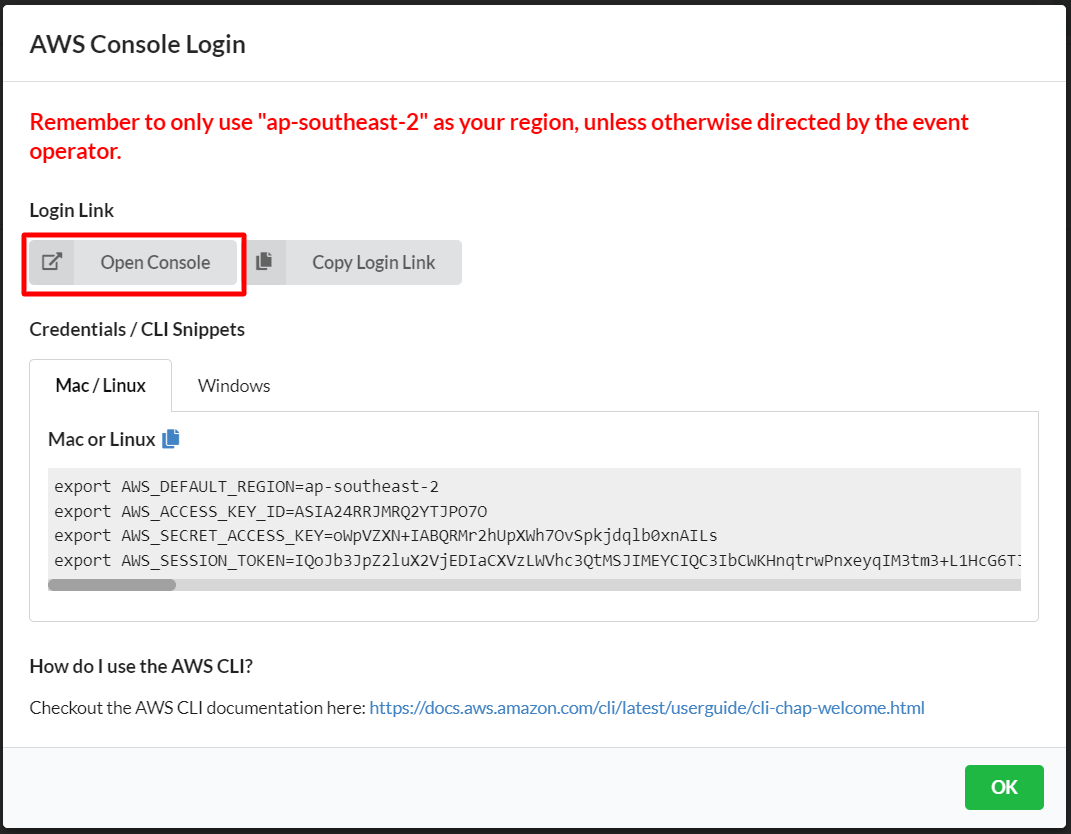 AWS Console Login
Remember to only use "ap-southeast-2" as your region, unless otherwise directed by the event
operator.
Login Link
Open Console
Copy Login Link
Credentials / CLI Snippets
Mac / Linux
Windows
Mac or Linux
export AWS_DEFAULT_REGION=ap-southeast-2
export AWS_ACCESS_KEY_ID=ASIA24RRJMRQ2YTJPO7O
export AWS_SECRET_ACCESS_KEY=oWpVZXN+IABQRMr2hUpXWh7OvSpkjdqlb0xnAILs
export AWS_SESSION_TOKEN=IQoJb3JpZ2luX2VjEDIaCXVzLWVhc3QtMSJIMEYCIQC3IbCWKHnqtrwPnxeyqIM3tm3+L1HcG6TJ
How do I use the AWS CLI?
Checkout the AWS CLI documentation here: https://docs.aws.amazon.com/cli/latest/userguide/cli-chap-welcome.html
OK